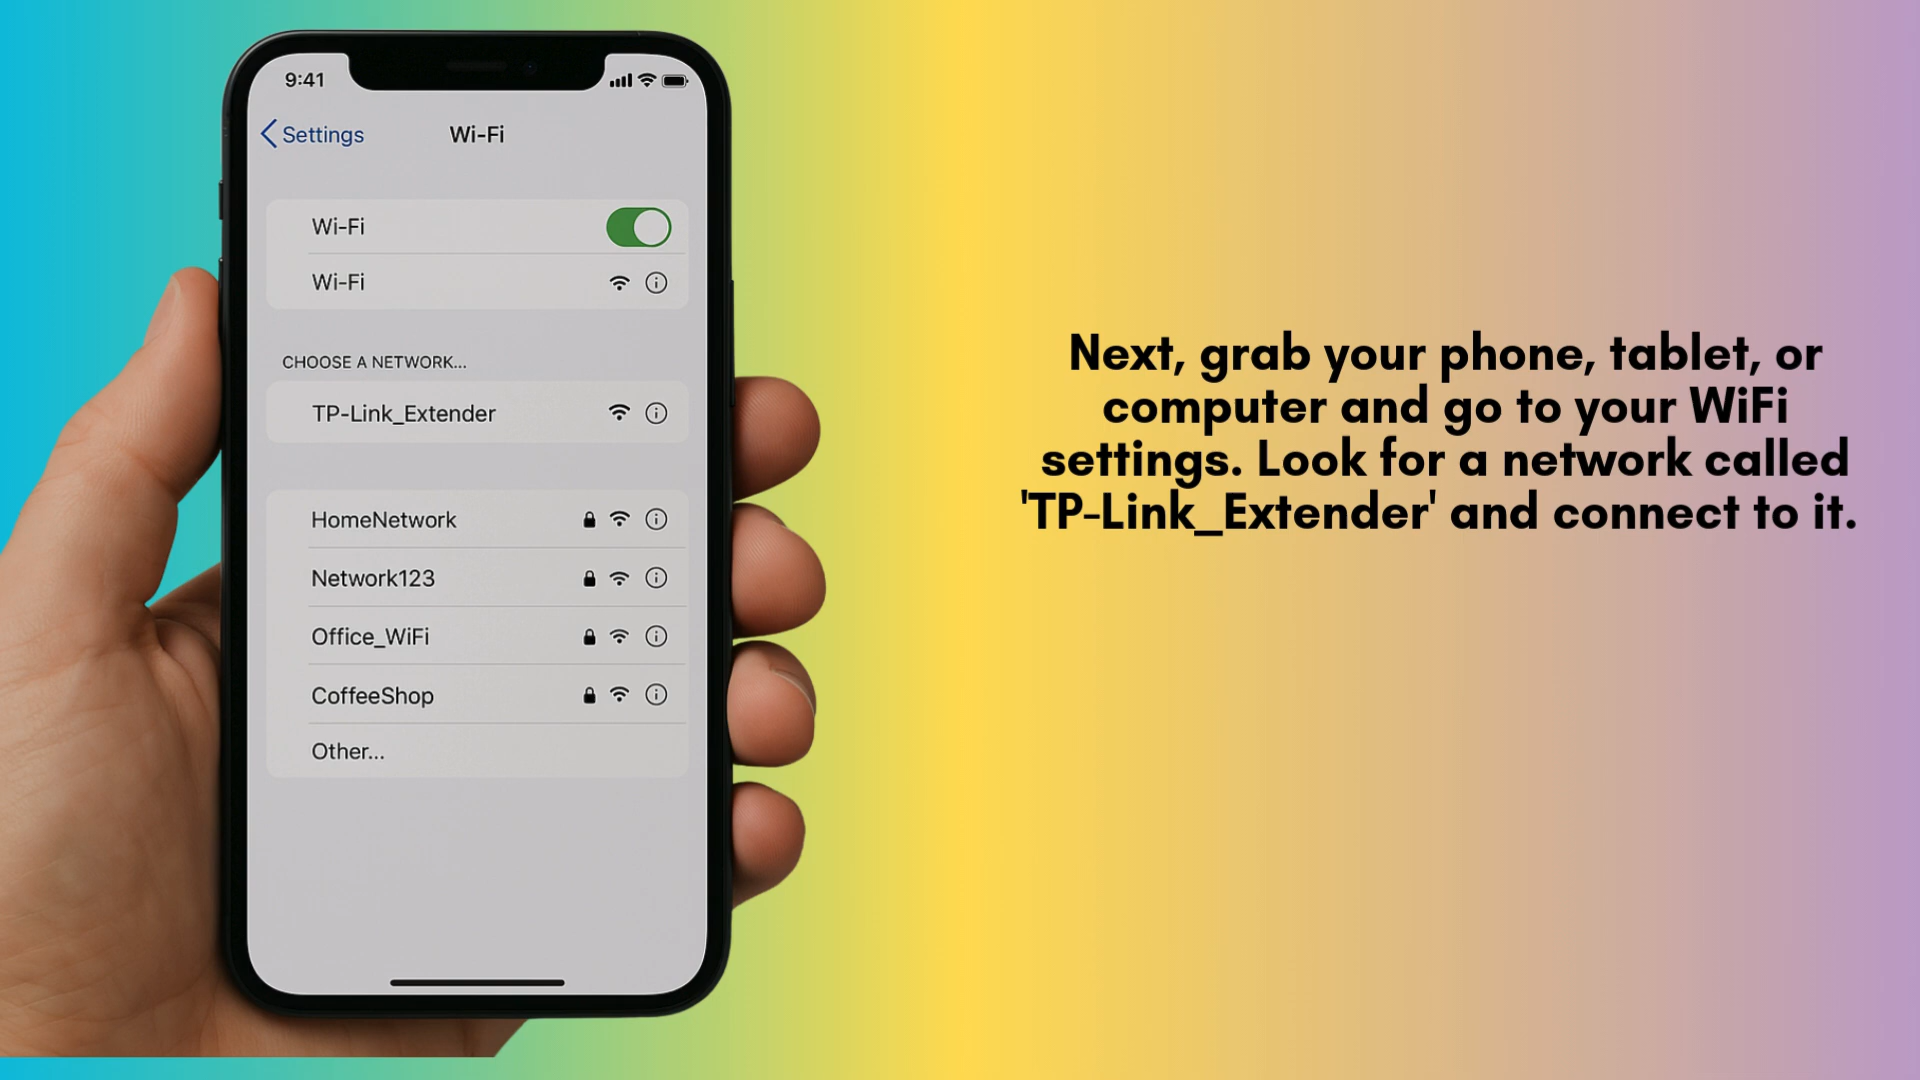 9:41
Settings
Wi-Fi
Wi-Fi
Wi-Fi
CHOOSE A NETWORK...
TP-Link_Extender
HomeNetwork
Network123
Office_WiFi
CoffeeShop
Other...
Next, grab your phone, tablet, or
computer and go to your WiFi
settings. Look for a network called
'TP-Link_Extender' and connect to it.